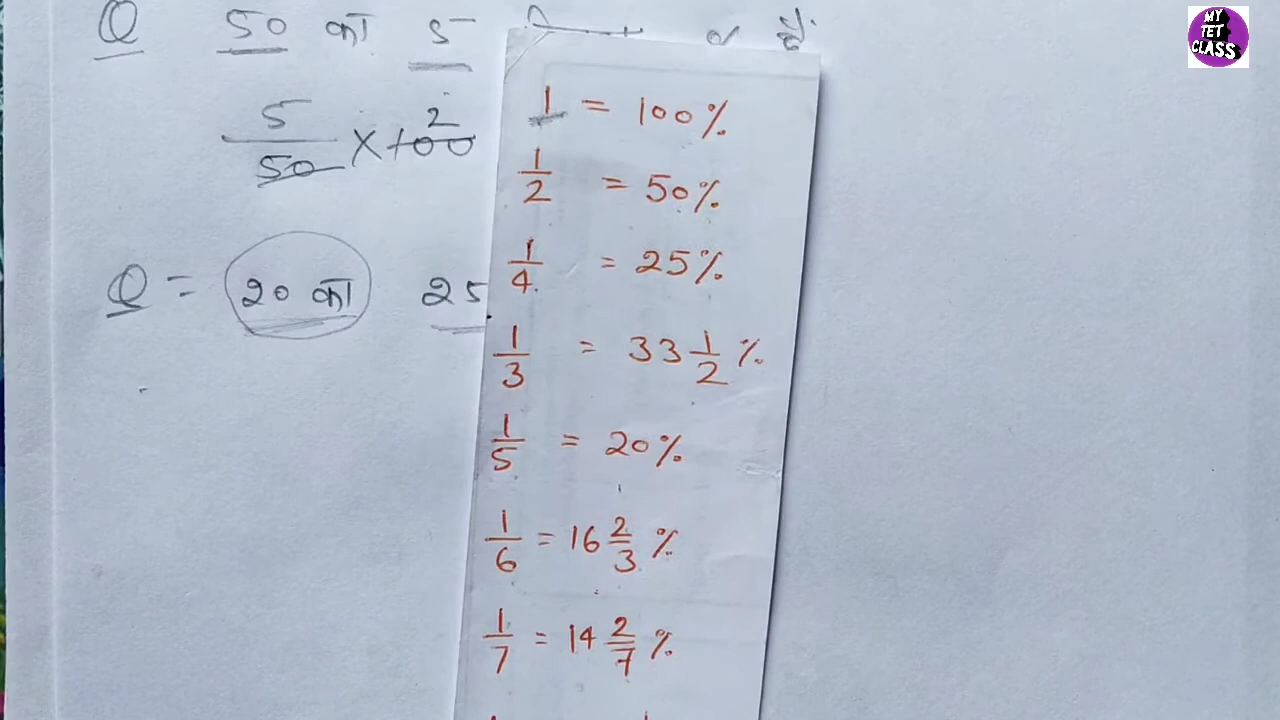 Q 50 का 5
5/50 × 100 2
Q = 20 का 25
1 = 100%
1/2 = 50%
1/4 = 25%
1/3 = 33 1/2 %
1/5 = 20%
1/6 = 16 2/3 %
1/7 = 14 2/7 %
MY
TET
CLASS